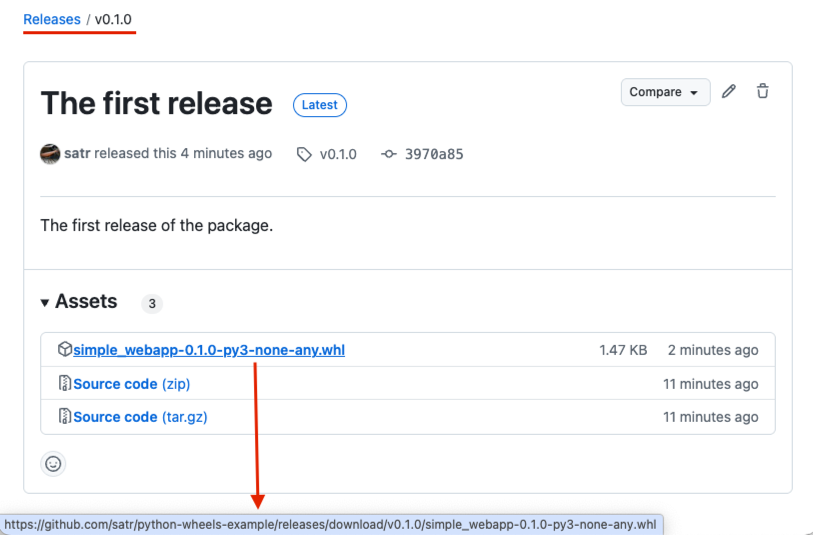 Releases / v0.1.0
The first release Latest Compare
satr released this 4 minutes ago v0.1.0 3970a85
The first release of the package.
Assets 3
simple_webapp-0.1.0-py3-none-any.whl 1.47 KB 2 minutes ago
Source code (zip) 11 minutes ago
Source code (tar.gz) 11 minutes ago
https://github.com/satr/python-wheels-example/releases/download/v0.1.0/simple_webapp-0.1.0-py3-none-any.whl